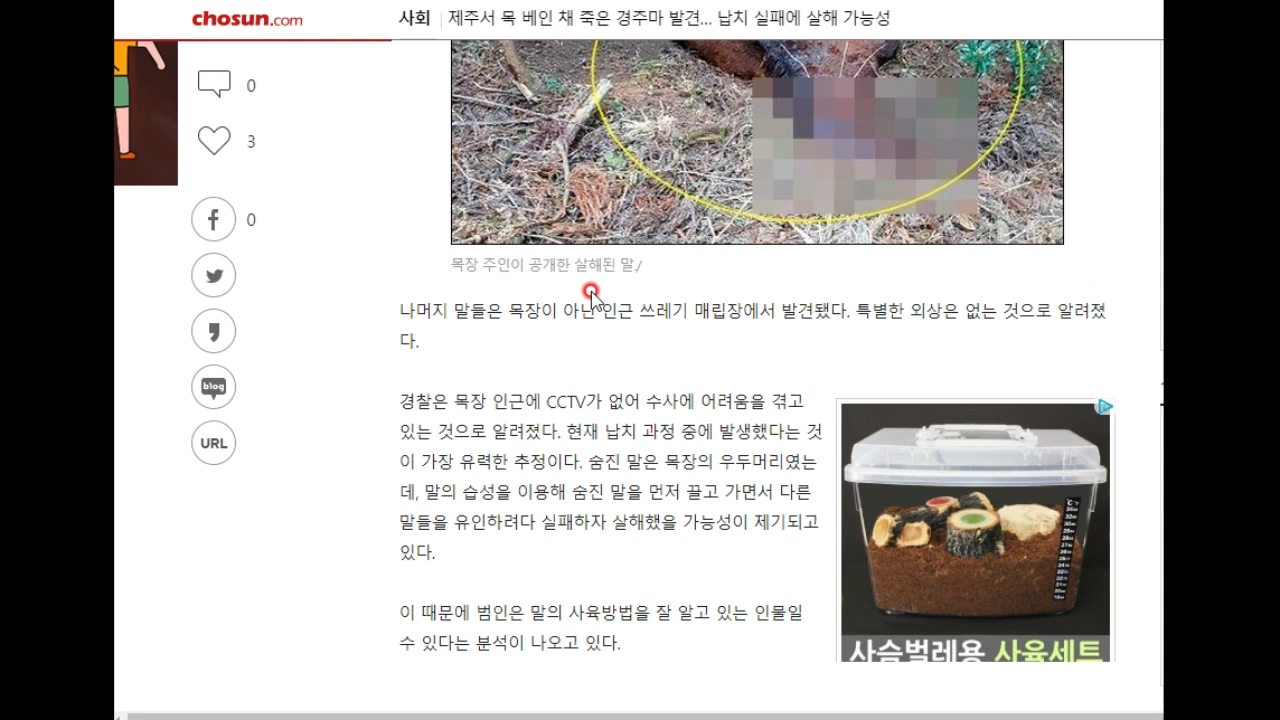 chosun.com
사회
제주서 목 베인 채 죽은 경주마 발견... 납치 실패에 살해 가능성
0
3
0
blog
URL
목장 주인이 공개한 살해된 말./
나머지 말들은 목장이 아닌 인근 쓰레기 매립장에서 발견됐다. 특별한 외상은 없는 것으로 알려졌
다.
경찰은 목장 인근에 CCTV가 없어 수사에 어려움을 겪고
있는 것으로 알려졌다. 현재 납치 과정 중에 발생했다는 것
이 가장 유력한 추정이다. 숨진 말은 목장의 우두머리였는
데, 말의 습성을 이용해 숨진 말을 먼저 끌고 가면서 다른
말들을 유인하려다 실패하자 살해했을 가능성이 제기되고
있다.
이 때문에 범인은 말의 사육방법을 잘 알고 있는 인물일
수 있다는 분석이 나오고 있다.
사슴벌레용 사육세트